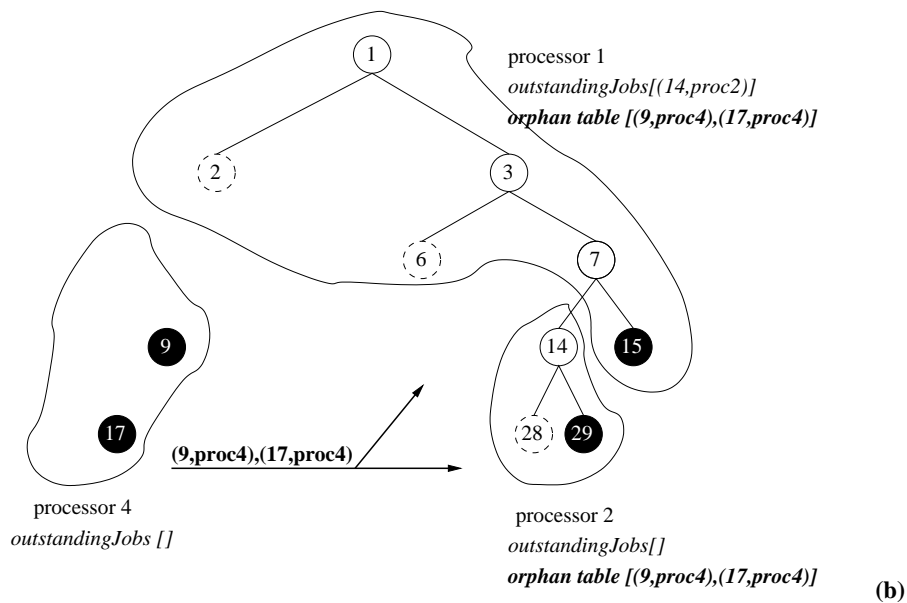 1
processor 1
outstandingJobs[(14,proc2)]
orphan table [(9,proc4),(17,proc4)]
2
3
6
7
9
14
15
17
28
29
(9,proc4),(17,proc4)
processor 4
outstandingJobs []
processor 2
outstandingJobs[]
orphan table [(9,proc4),(17,proc4)]
(b)